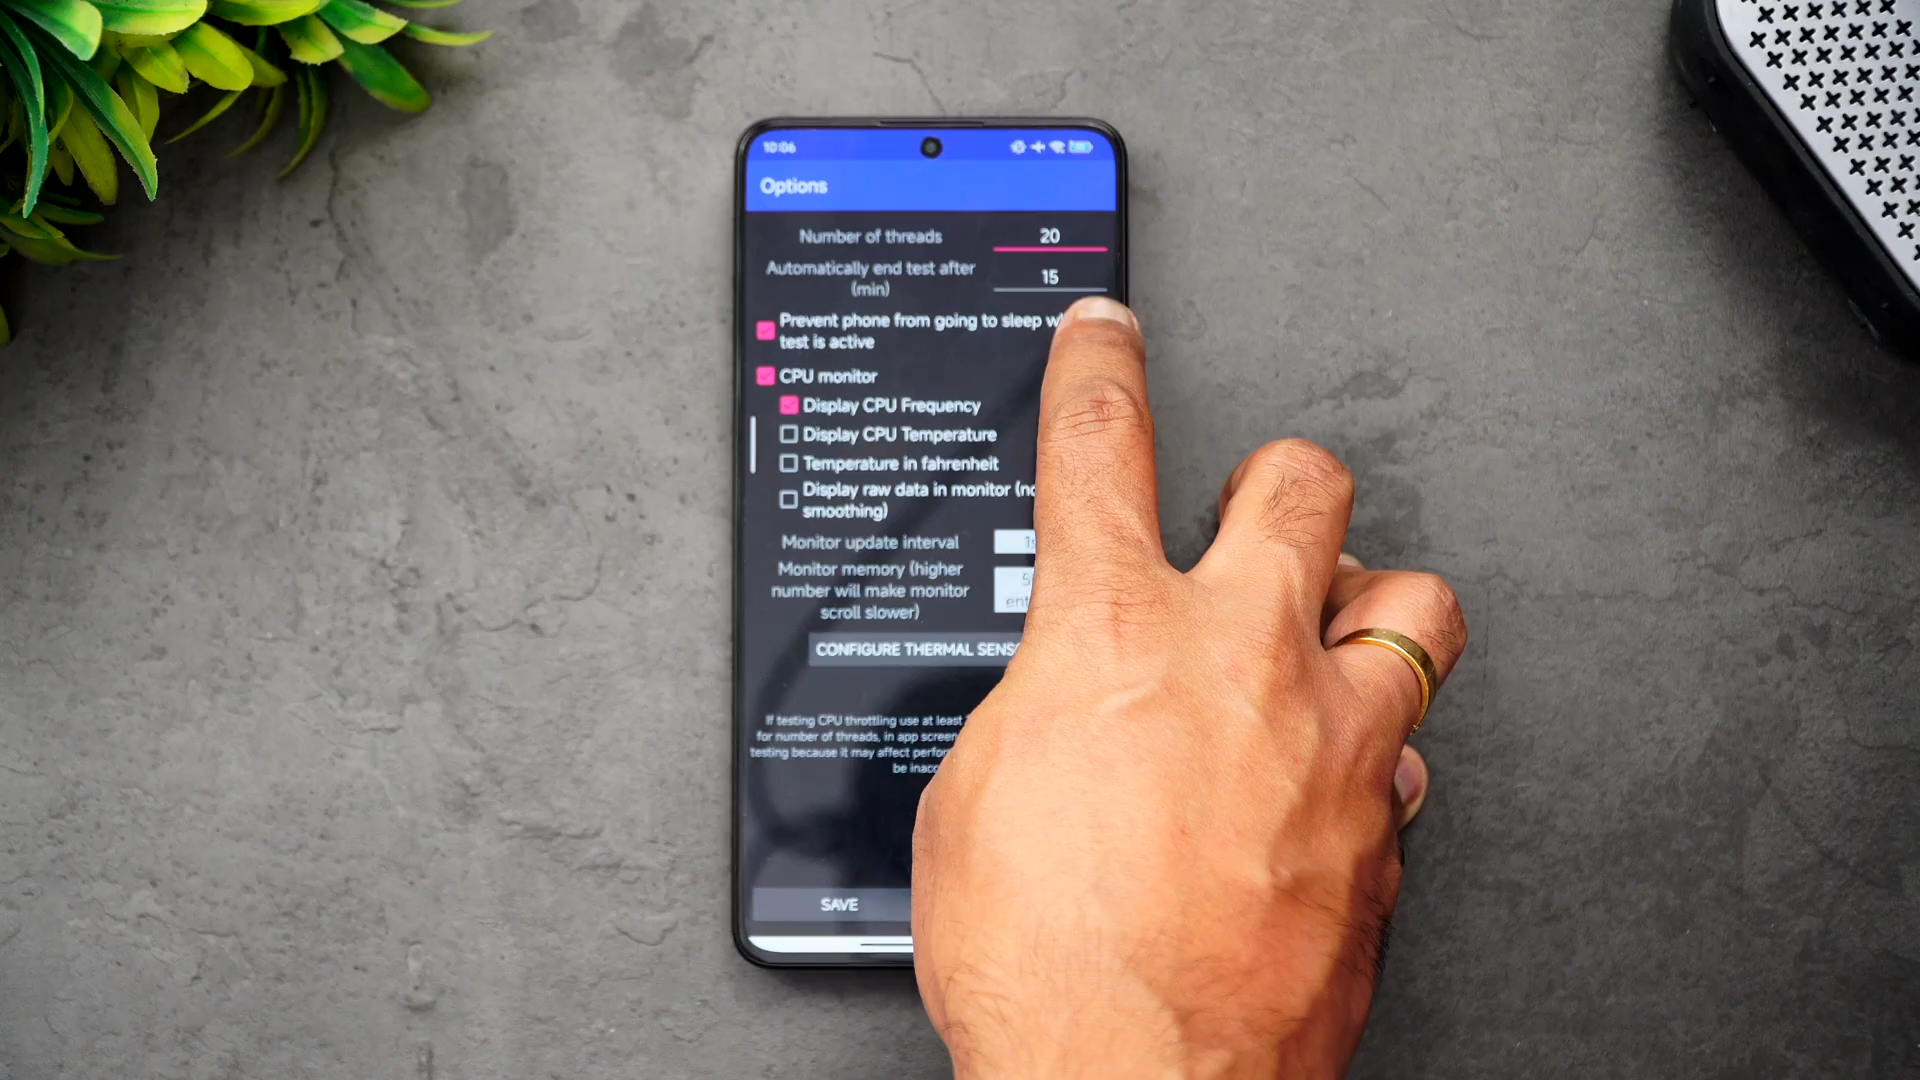 10:06
Options
Number of threads 20
Automatically end test after
(min) 15
Prevent phone from going to sleep
test is active
CPU monitor
Display CPU Frequency
Display CPU Temperature
Temperature in fahrenheit
Display raw data in monitor
smoothing)
Monitor update interval
Monitor memory (higher
number will make monitor
scroll slower)
CONFIGURE THERMAL
If testing CPU throttling use at least
for number of threads, in app
testing because it may affect
be
SAVE